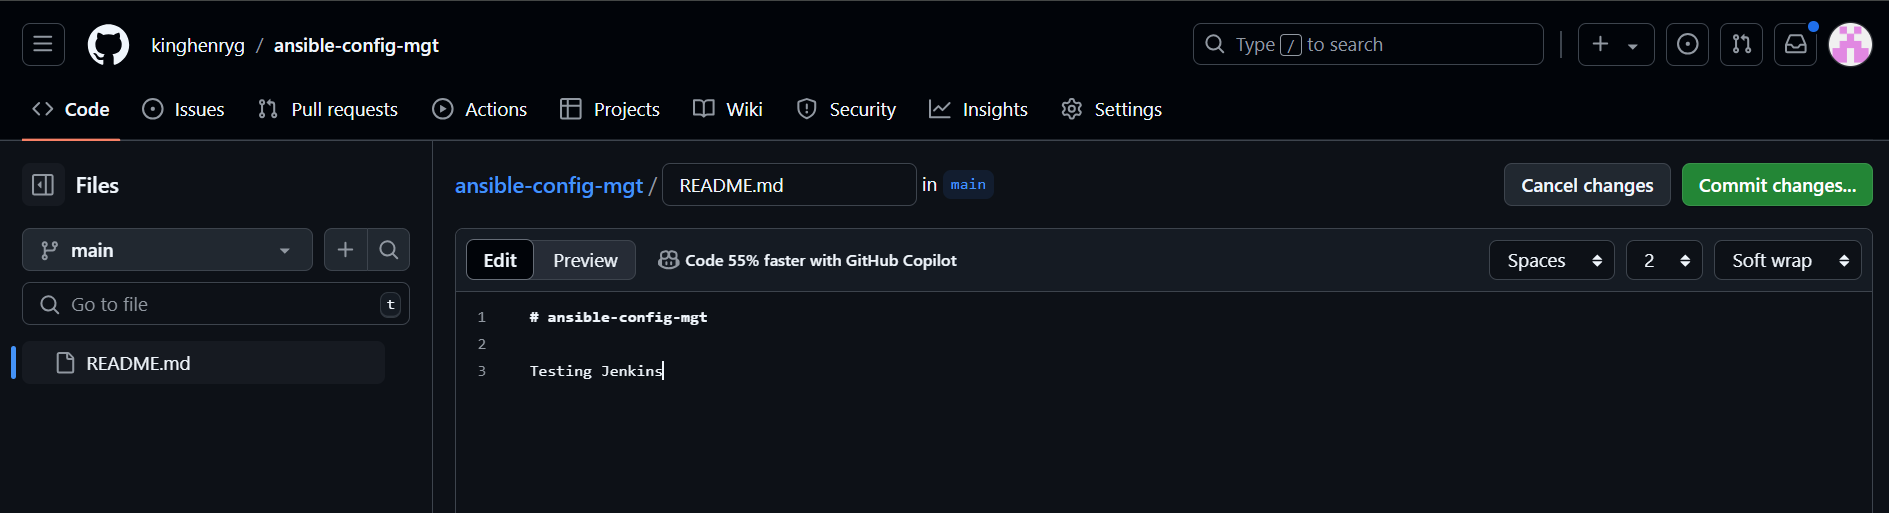 kinghenryg / ansible-config-mgt
Type / to search
Code Issues Pull requests Actions Projects Wiki Security Insights Settings
Files
main
Go to file t
README.md
ansible-config-mgt / README.md in main
Cancel changes Commit changes...
Edit Preview Code 55% faster with GitHub Copilot
Spaces 2 Soft wrap
1 # ansible-config-mgt
2
3 Testing Jenkins